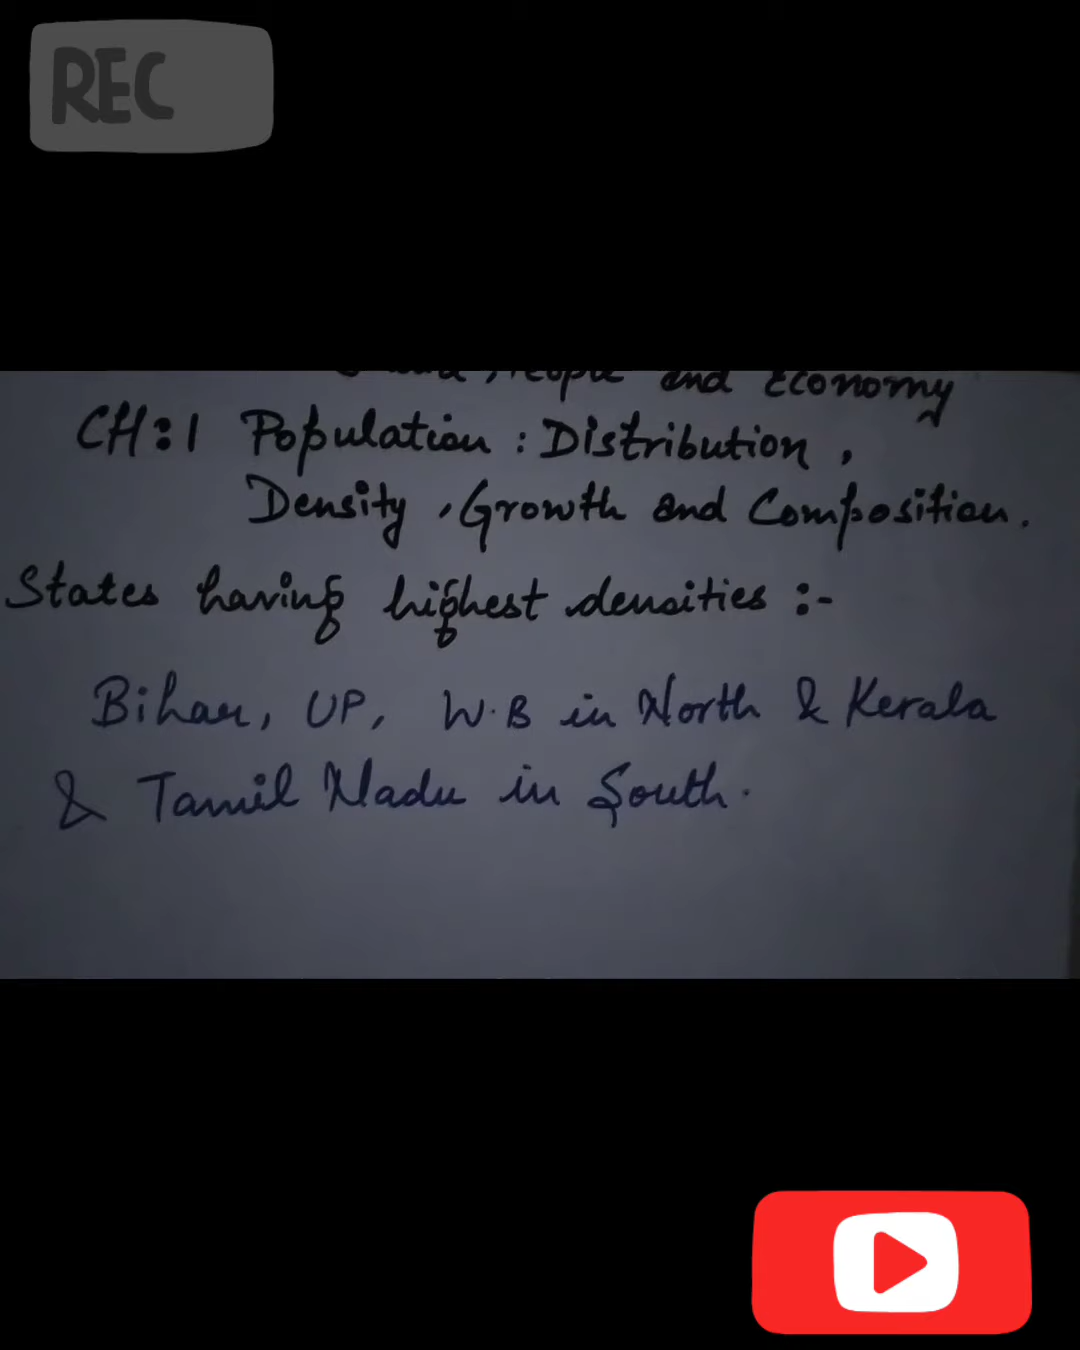 REC
and Economy
CH:1 Population : Distribution,
Density, Growth and Composition.
States having highest densities :-
Bihar, UP, W.B in North & Kerala
& Tamil Nadu in South.